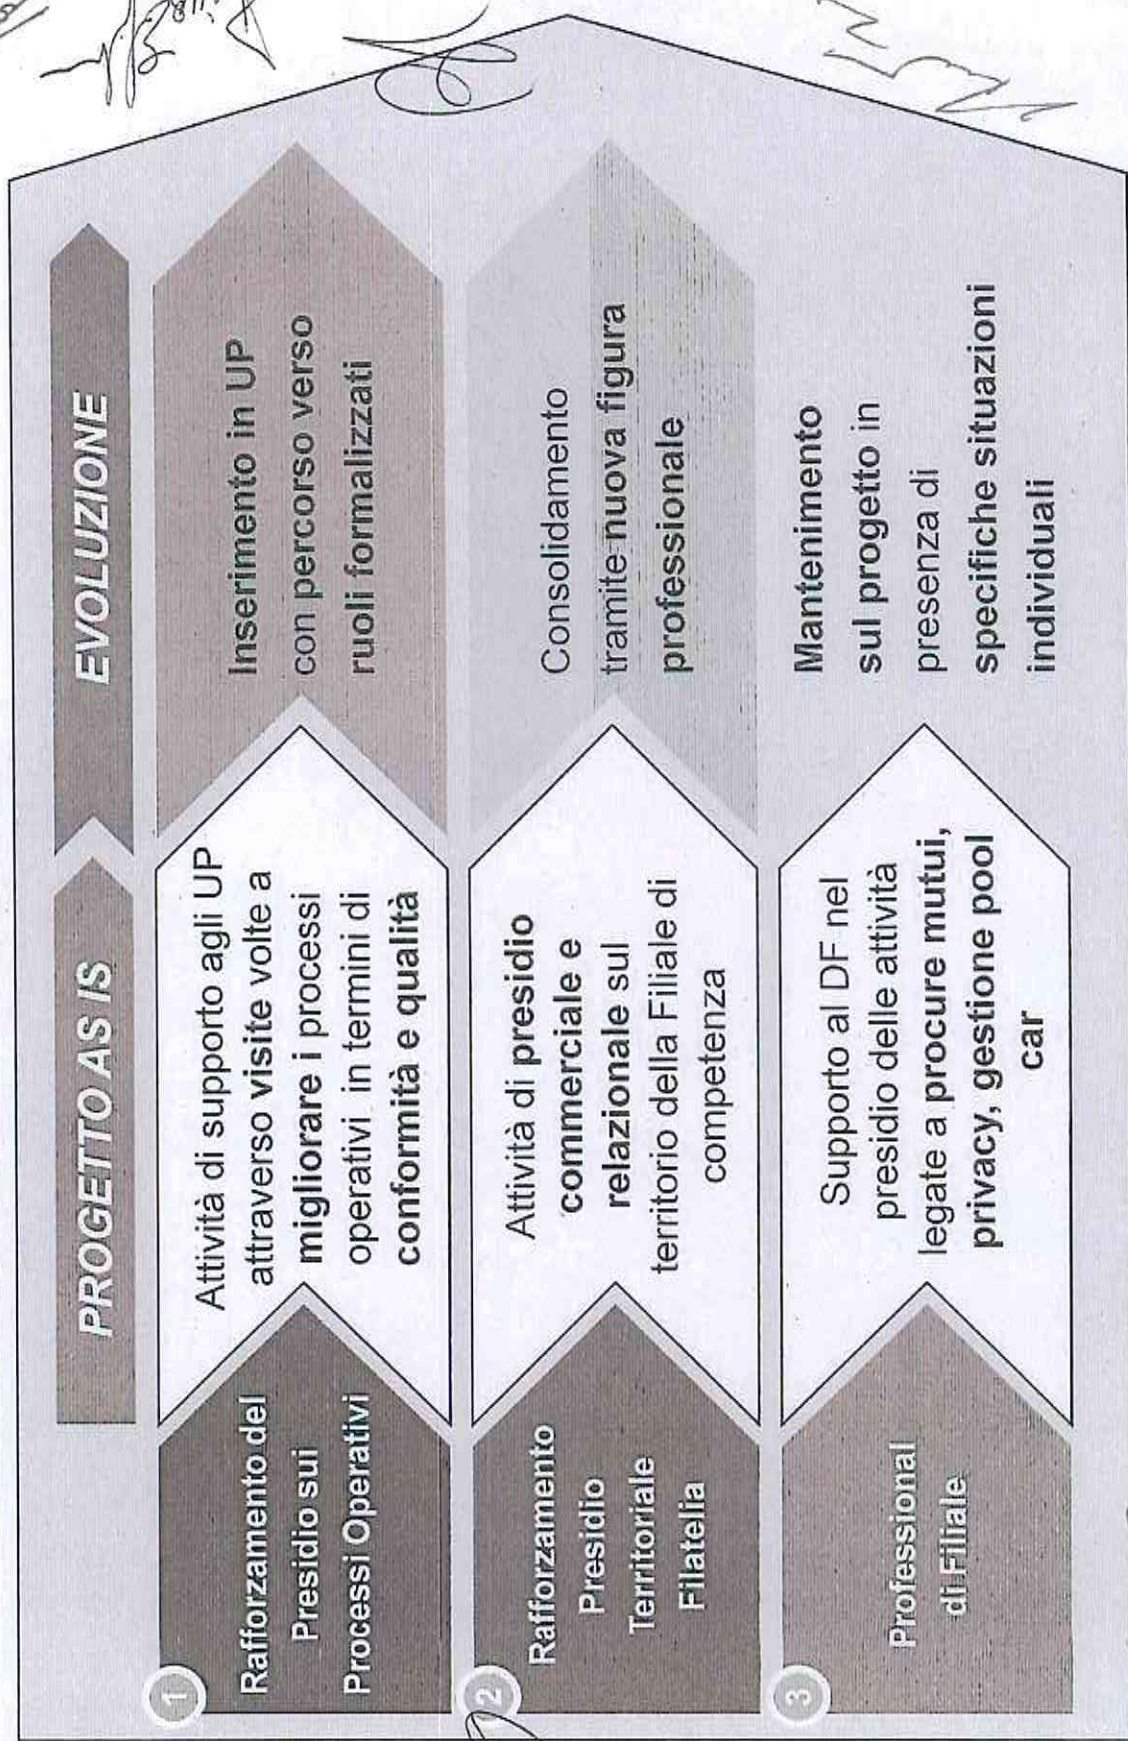 PROGETTO AS IS
EVOLUZIONE
1
Rafforzamento del
Presidio sui
Processi Operativi
Attività di supporto agli UP
attraverso visite volte a
migliorare i processi
operativi in termini di
conformità e qualità
Inserimento in UP
con percorso verso
ruoli formalizzati
2
Rafforzamento
Presidio
Territoriale
Filatelia
Attività di presidio
commerciale e
relazionale sul
territorio della Filiale di
competenza
Consolidamento
tramite nuova figura
professionale
3
Professional
di Filiale
Supporto al DF nel
presidio delle attività
legate a procure mutui,
privacy, gestione pool
car
Mantenimento
sul progetto in
presenza di
specifiche situazioni
individuali